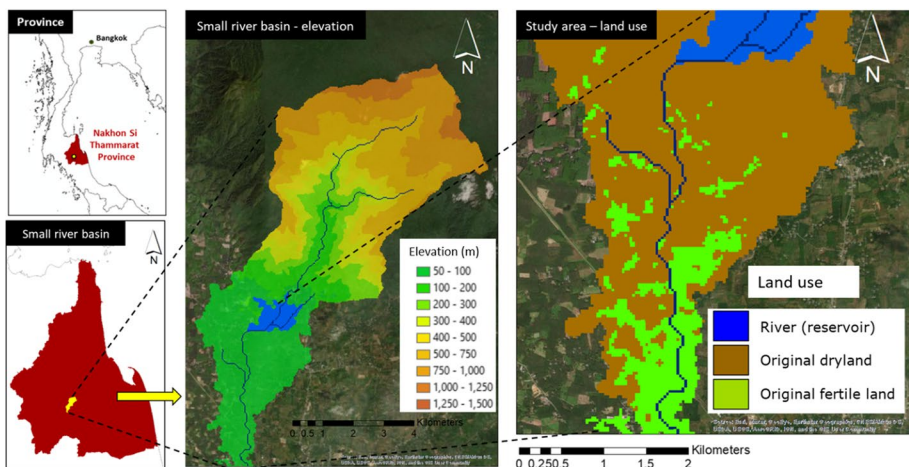 Province
Bangkok
Nakhon Si
Thammarat
Province
Small river basin
N
Small river basin - elevation
N
Elevation (m)
50 - 100
100 - 200
200 - 300
300 - 400
400 - 500
500 - 750
750 - 1,000
1,000 - 1,250
1,250 - 1,500
Kilometers
0 0.5 1 2 3 4
Study area – land use
N
Land use
River (reservoir)
Original dryland
Original fertile land
Kilometers
0 0.250.5 1 1.5 2